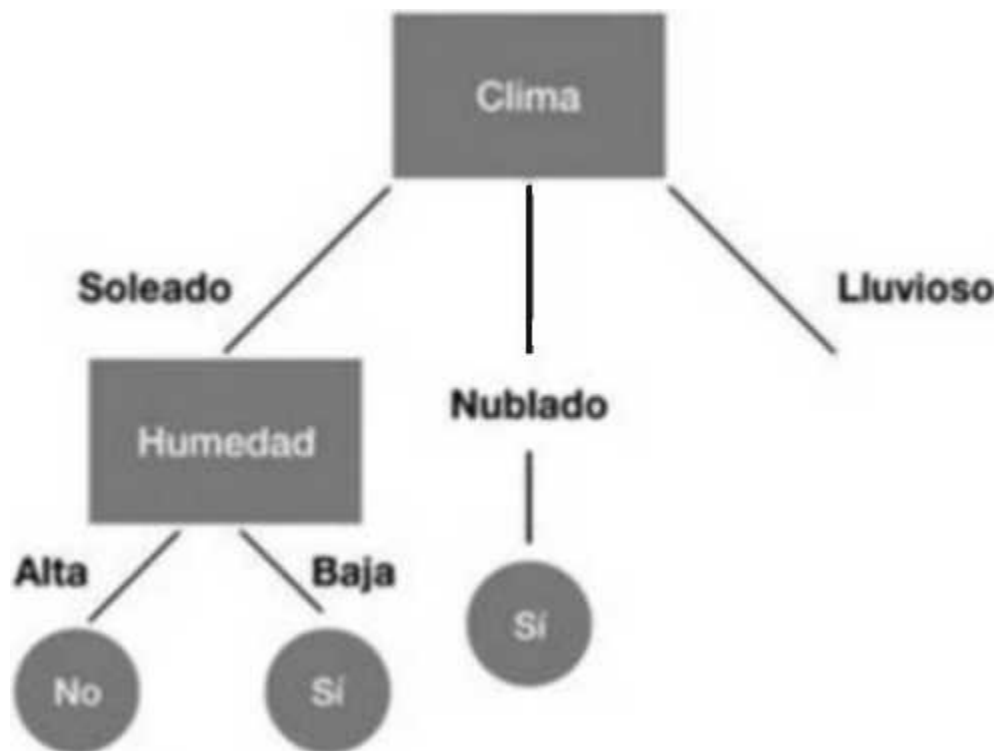 Clima
Soleado
Lluvioso
Nublado
Humedad
Alta
Baja
Sí
No
Sí